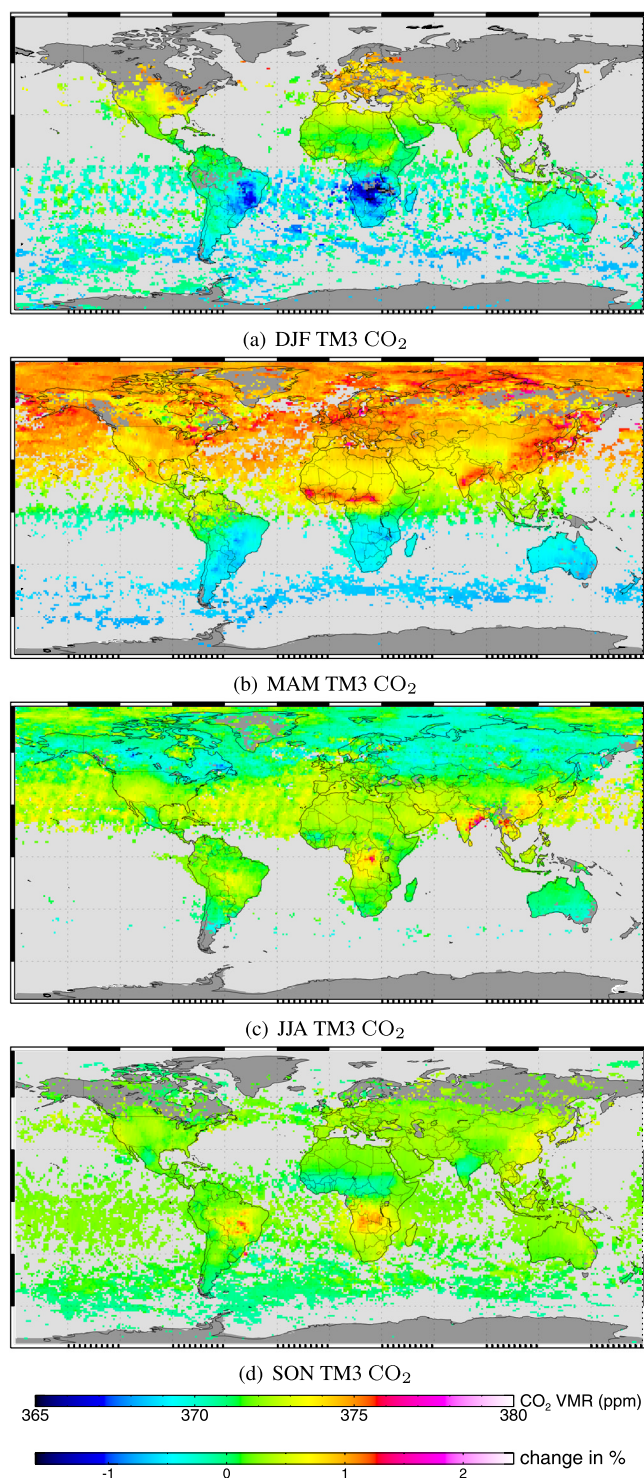 (a) DJF TM3 CO₂
(b) MAM TM3 CO₂
(c) JJA TM3 CO₂
(d) SON TM3 CO₂
CO₂ VMR (ppm)
365 370 375 380
change in %
-1 0 1 2